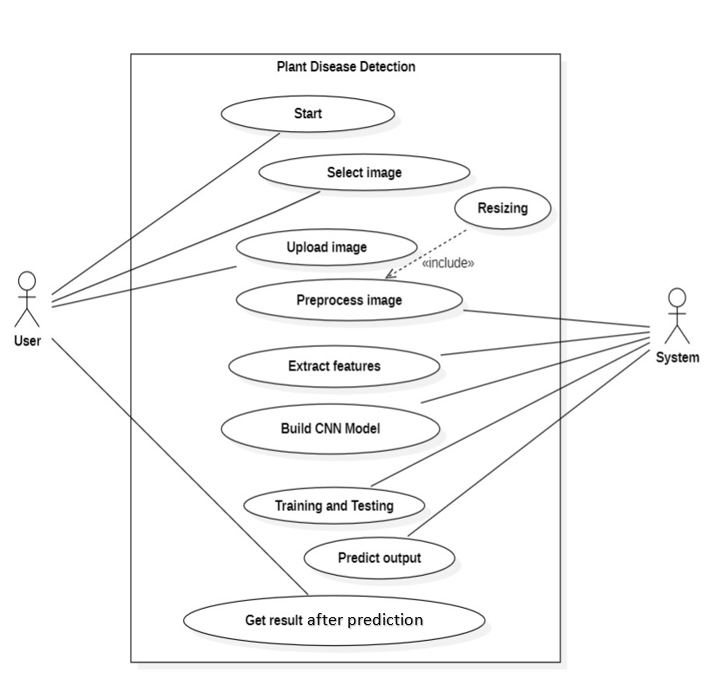 Plant Disease Detection
Start
Select image
Resizing
Upload image
«include»
Preprocess image
User
System
Extract features
Build CNN Model
Training and Testing
Predict output
Get result after prediction